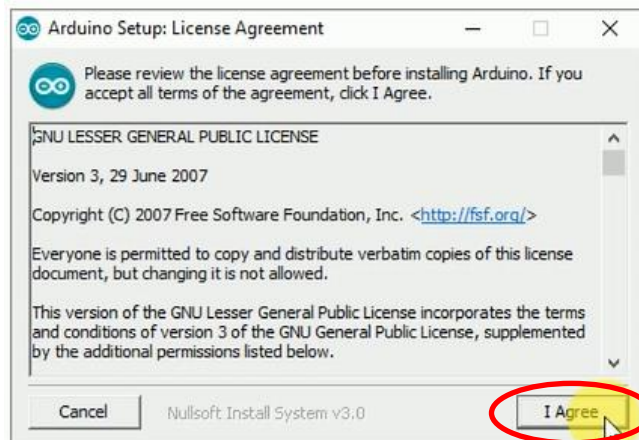 Arduino Setup: License Agreement
Please review the license agreement before installing Arduino. If you
accept all terms of the agreement, click I Agree.
GNU LESSER GENERAL PUBLIC LICENSE
Version 3, 29 June 2007
Copyright (C) 2007 Free Software Foundation, Inc. <http://fsf.org/>
Everyone is permitted to copy and distribute verbatim copies of this license
document, but changing it is not allowed.
This version of the GNU Lesser General Public License incorporates the terms
and conditions of version 3 of the GNU General Public License, supplemented
by the additional permissions listed below.
Cancel Nullsoft Install System v3.0 I Agree